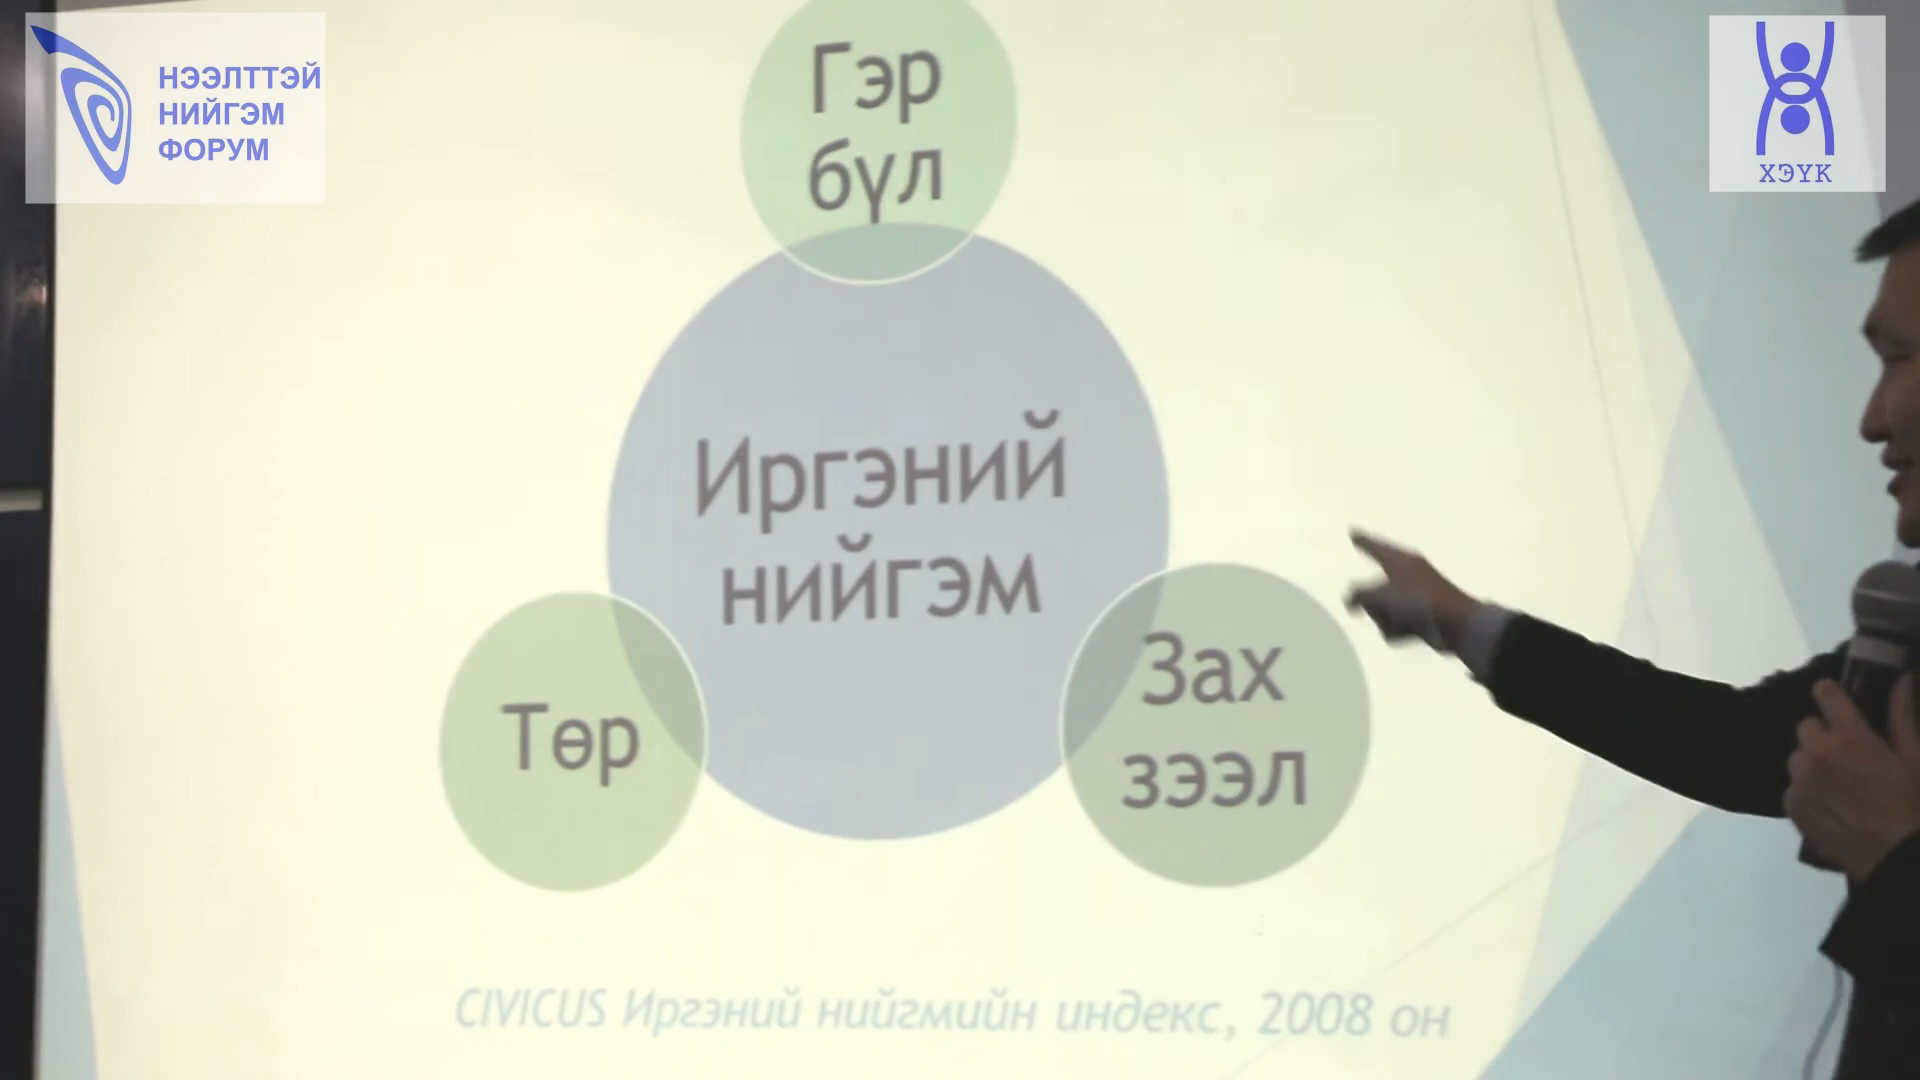 НЭЭЛТТЭЙ
НИЙГЭМ
ФОРУМ
ХЭҮК
Гэр
бүл
Иргэний
нийгэм
Төр
Зах
зээл
CIVICUS Иргэний нийгмийн индекс, 2008 он